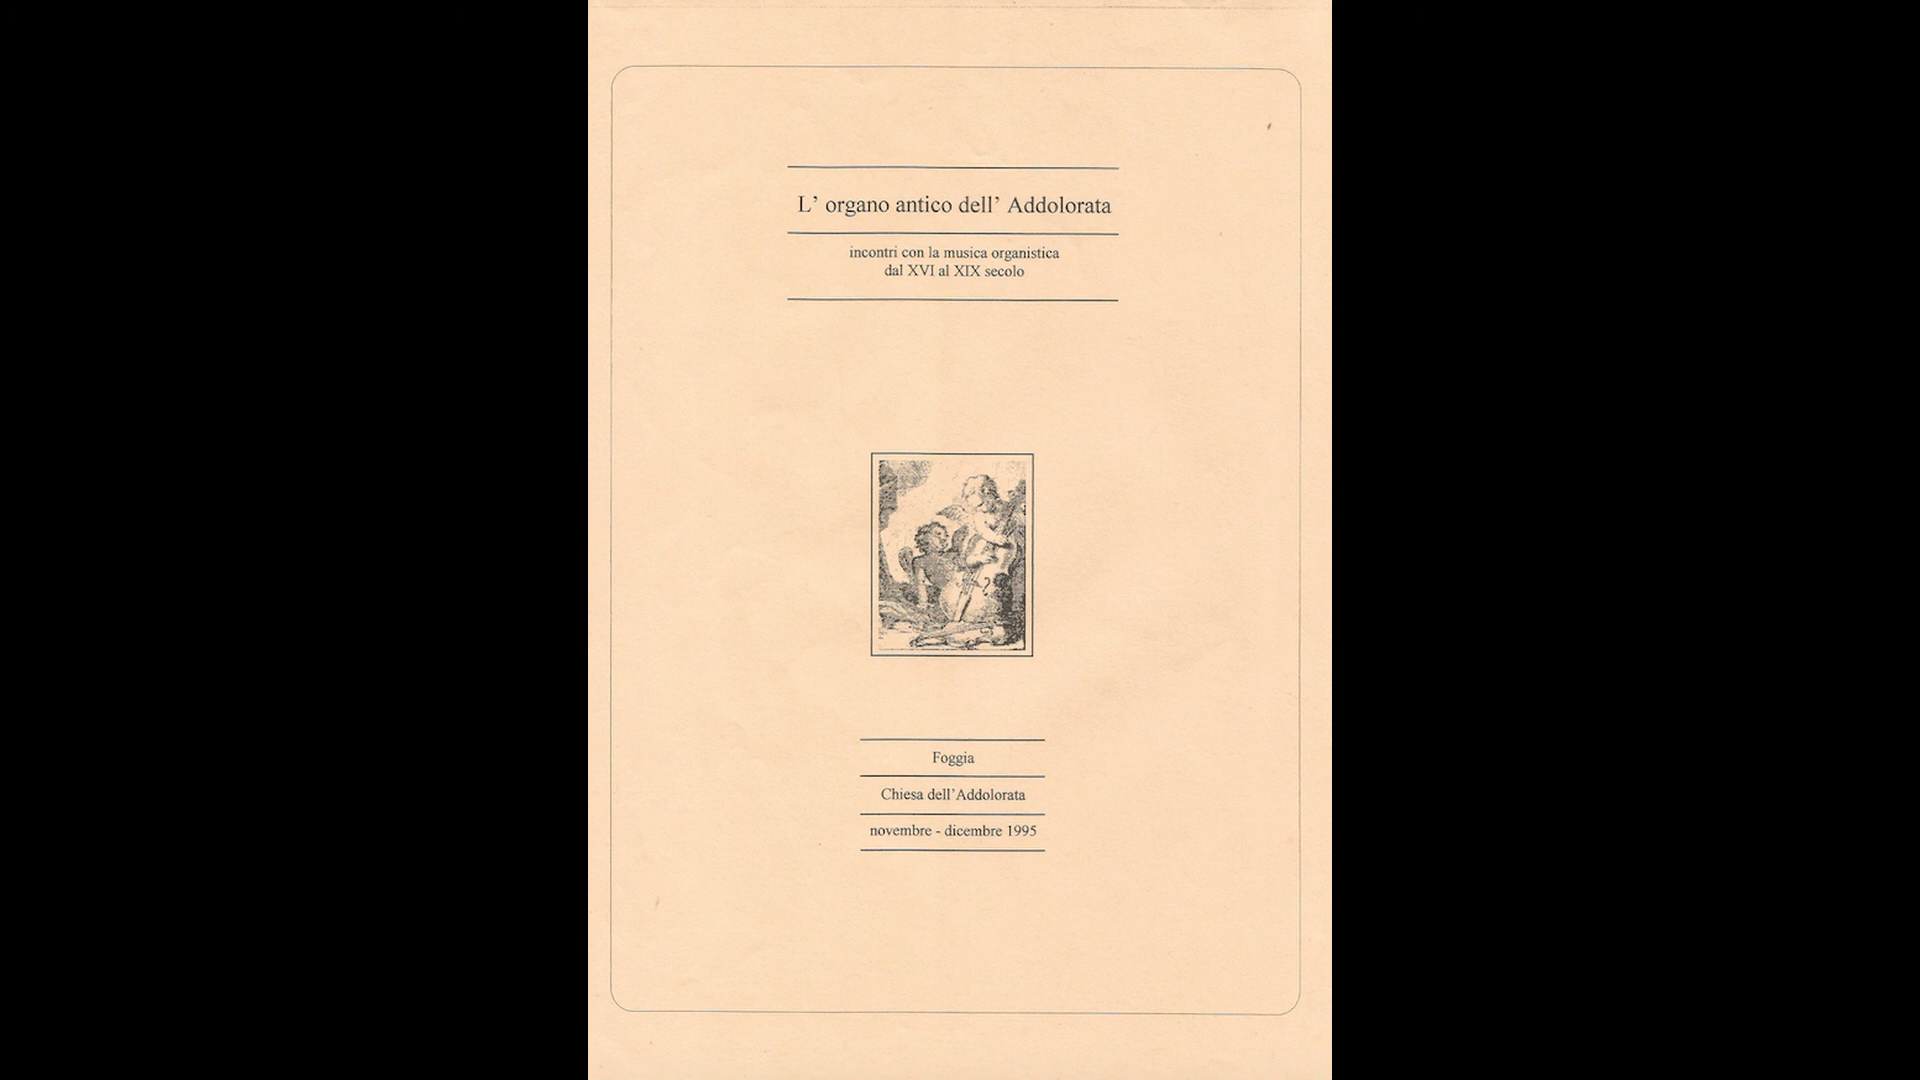 L' organo antico dell' Addolorata
incontri con la musica organistica
dal XVI al XIX secolo
Foggia
Chiesa dell'Addolorata
novembre - dicembre 1995